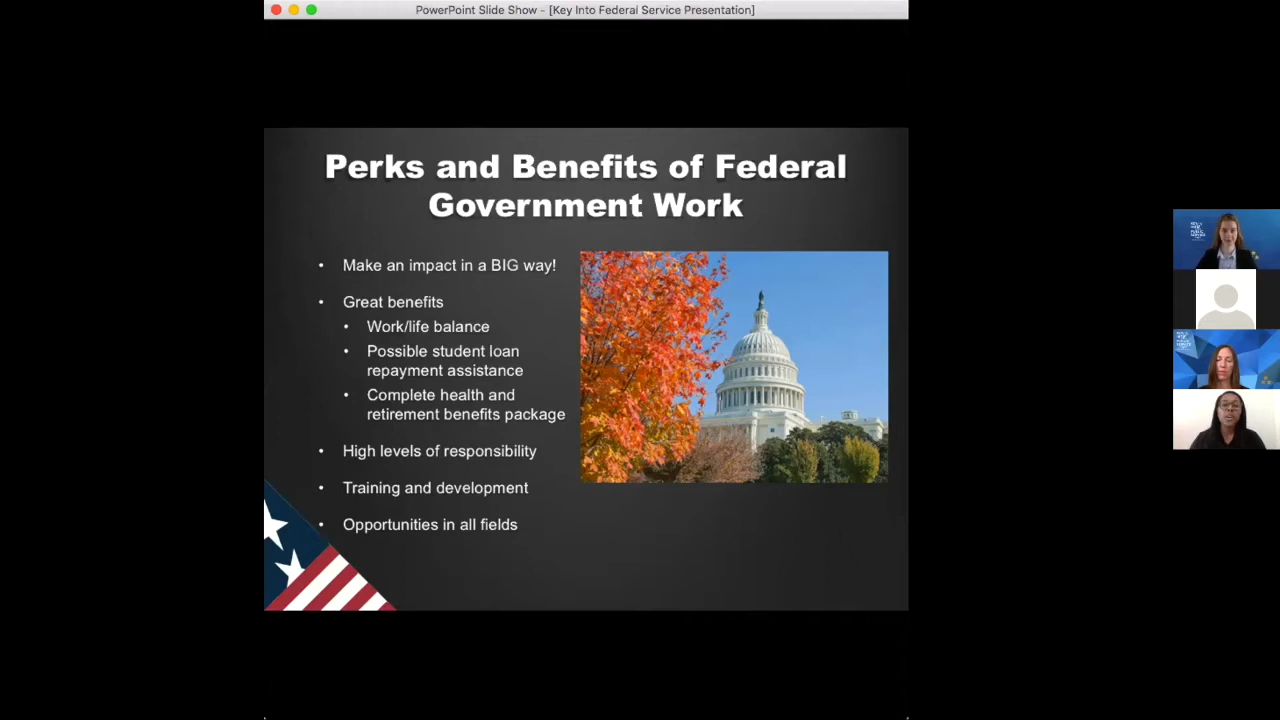 PowerPoint Slide Show - [Key Into Federal Service Presentation]
Perks and Benefits of Federal
Government Work
• Make an impact in a BIG way!
• Great benefits
• Work/life balance
• Possible student loan
repayment assistance
• Complete health and
retirement benefits package
• High levels of responsibility
• Training and development
• Opportunities in all fields